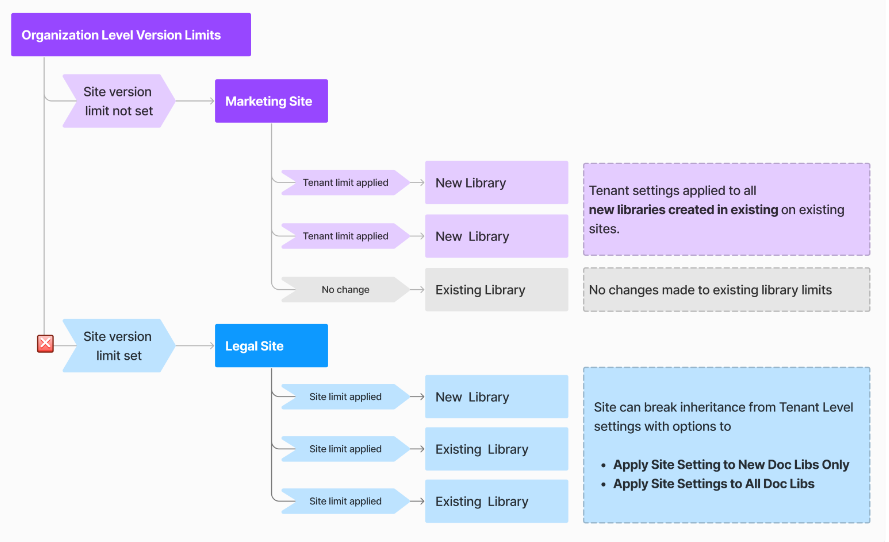 Organization Level Version Limits
Site version
limit not set
Marketing Site
Tenant limit applied
New Library
Tenant limit applied
New  Library
No change
Existing Library
Tenant settings applied to all
new libraries created in existing on existing
sites.
No changes made to existing library limits
Site version
limit set
Legal Site
Site limit applied
New  Library
Site limit applied
Existing  Library
Site limit applied
Existing  Library
Site can break inheritance from Tenant Level
settings with options to
• Apply Site Setting to New Doc Libs Only
• Apply Site Settings to All Doc Libs